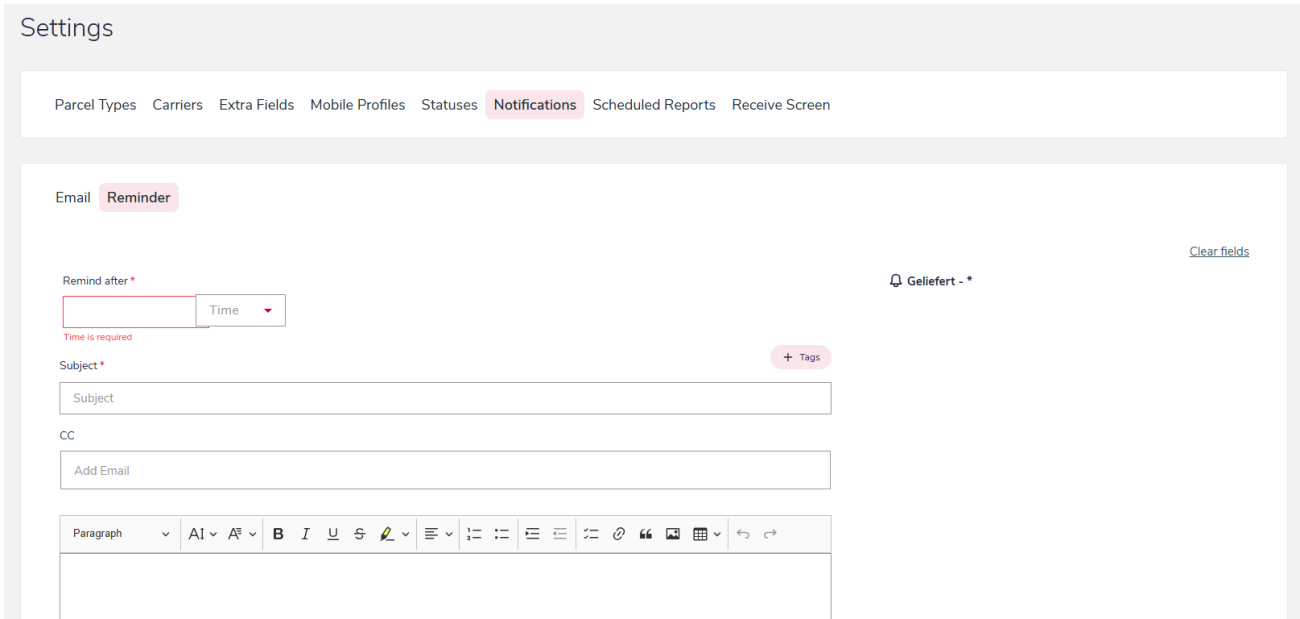 Settings
Parcel Types Carriers Extra Fields Mobile Profiles Statuses Notifications Scheduled Reports Receive Screen
Email Reminder
Clear fields
Remind after *
Geliefert - *
Time
Time is required
+ Tags
Subject *
Subject
CC
Add Email
Paragraph